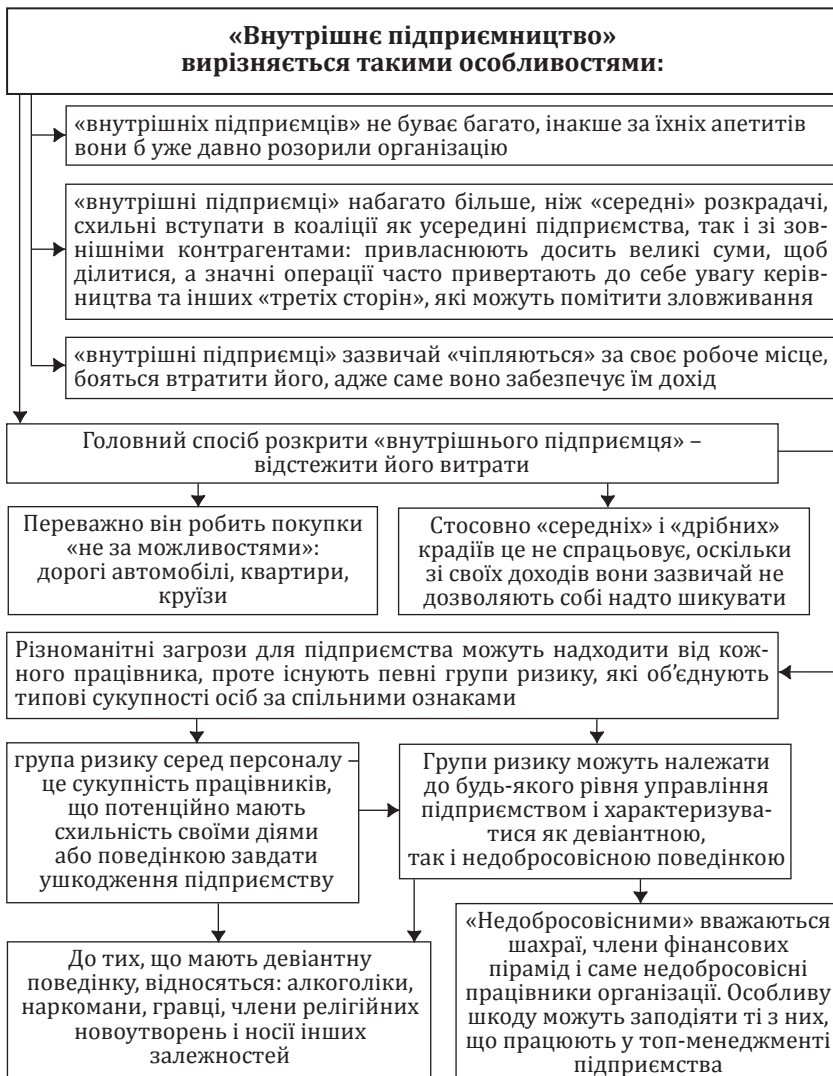 «Внутрішнє підприємництво»
вирізняється такими особливостями:
«внутрішніх підприємців» не буває багато, інакше за їхніх апетитів
вони б уже давно розорили організацію
«внутрішні підприємці» набагато більше, ніж «середні» розкрадачі,
схильні вступати в коаліції як усередині підприємства, так і зі зов-
нішніми контрагентами: привласнюють досить великі суми, щоб
ділитися, а значні операції часто привертають до себе увагу керів-
ництва та інших «третіх сторін», які можуть помітити зловживання
«внутрішні підприємці» зазвичай «чіпляються» за своє робоче місце,
бояться втратити його, адже саме воно забезпечує їм дохід
Головний спосіб розкрити «внутрішнього підприємця» –
відстежити його витрати
Переважно він робить покупки
«не за можливостями»:
дорогі автомобілі, квартири,
круїзи
Стосовно «середніх» і «дрібних»
крадіїв це не спрацьовує, оскільки
зі своїх доходів вони зазвичай не
дозволяють собі надто шикувати
Різноманітні загрози для підприємства можуть надходити від кож-
ного працівника, проте існують певні групи ризику, які об’єднують
типові сукупності осіб за спільними ознаками
група ризику серед персоналу –
це сукупність працівників,
що потенційно мають
схильність своїми діями
або поведінкою завдати
ушкодження підприємству
Групи ризику можуть належати
до будь-якого рівня управління
підприємством і характеризува-
тися як девіантною,
так і недобросовісною поведінкою
До тих, що мають девіантну
поведінку, відносяться: алкоголіки,
наркомани, гравці, члени релігійних
новоутворень і носії інших
залежностей
«Недобросовісними» вважаються
шахраї, члени фінансових
пірамід і саме недобросовісні
працівники організації. Особливу
шкоду можуть заподіяти ті з них,
що працюють у топ-менеджменті
підприємства